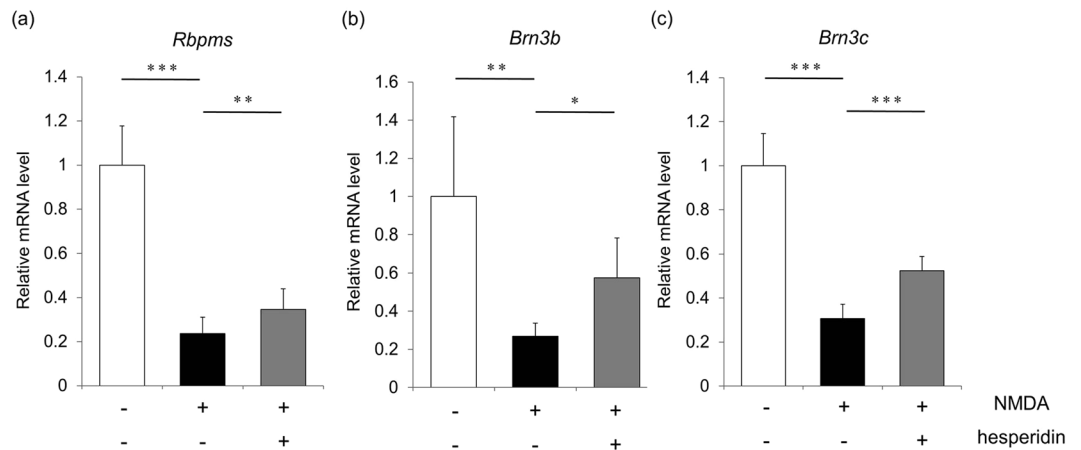 (a)
Rbpms
Relative mRNA level
1.4
1.2
1
0.8
0.6
0.4
0.2
0
***
**
- + +
- - +
(b)
Brn3b
Relative mRNA level
1.6
1.4
1.2
1
0.8
0.6
0.4
0.2
0
**
*
- + +
- - +
(c)
Brn3c
Relative mRNA level
1.4
1.2
1
0.8
0.6
0.4
0.2
0
***
***
- + + NMDA
- - + hesperidin